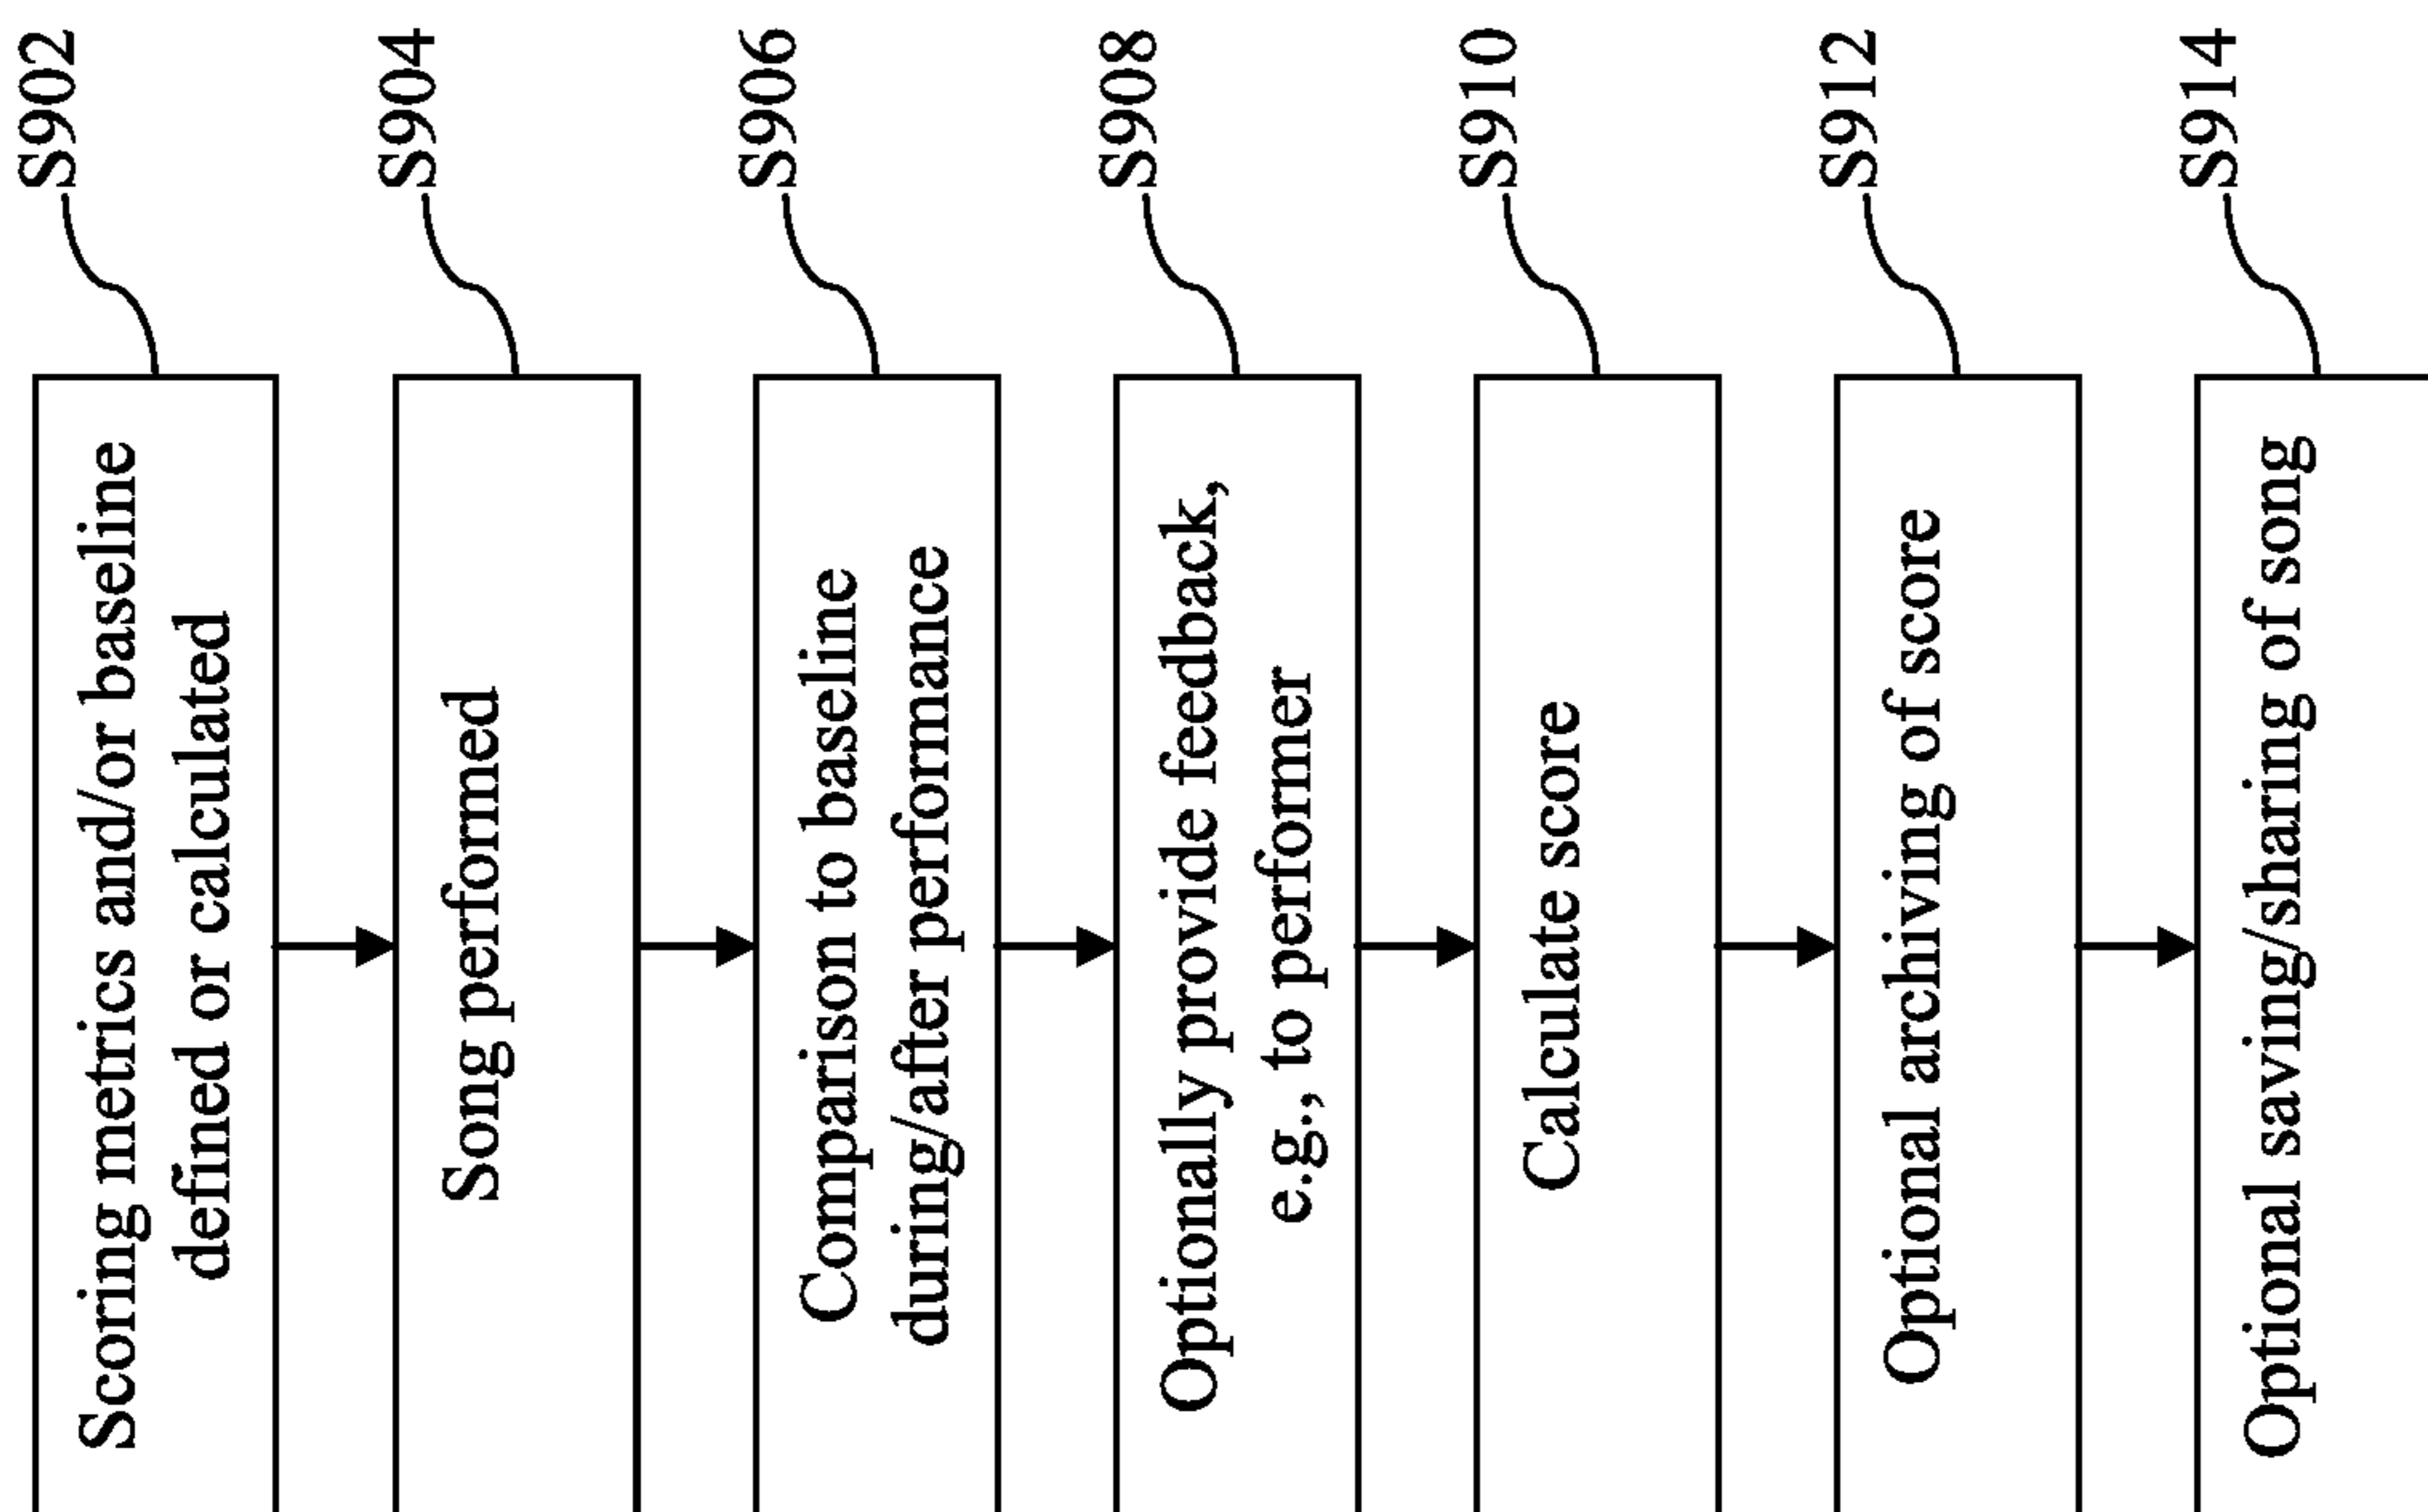 Scoring metrics and/or baseline
defined or calculated
S902
Song performed
S904
Comparison to baseline
during/after performance
S906
Optionally provide feedback,
e.g., to performer
S908
Calculate score
S910
Optional archiving of score
S912
Optional saving/sharing of song
S914